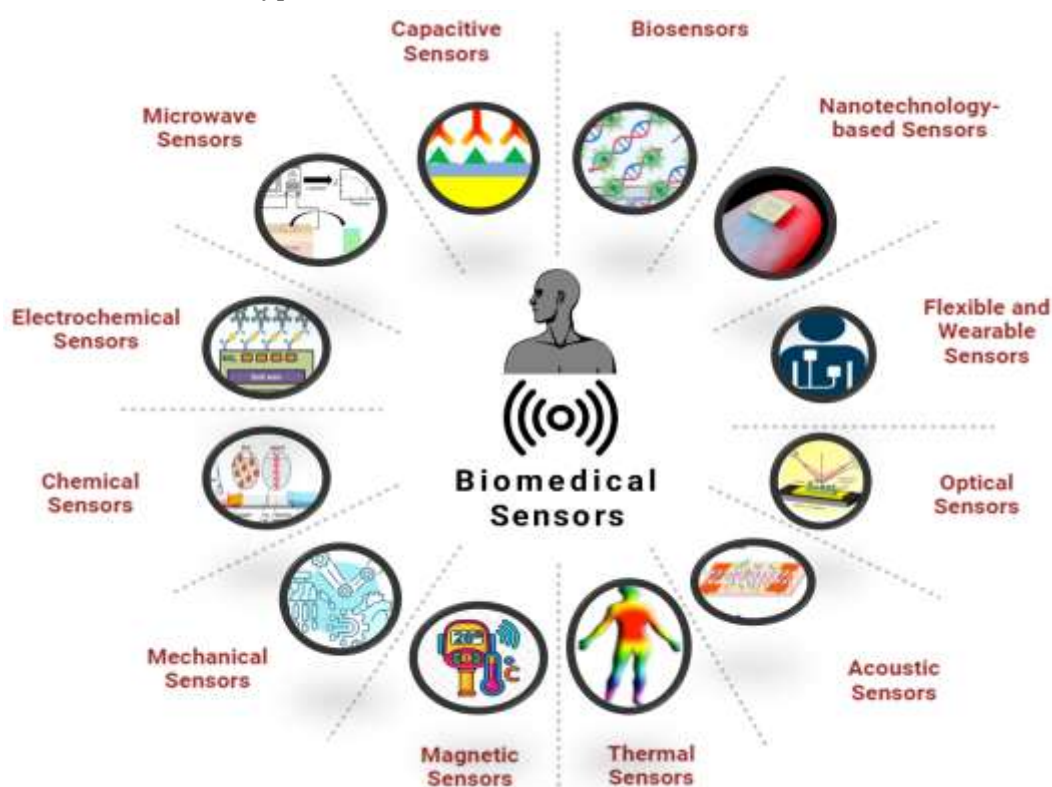 Capacitive
Sensors
Biosensors
Microwave
Sensors
Nanotechnology-
based Sensors
Electrochemical
Sensors
Flexible and
Wearable
Sensors
Biomedical
Sensors
Chemical
Sensors
Optical
Sensors
Mechanical
Sensors
Acoustic
Sensors
Magnetic
Sensors
Thermal
Sensors